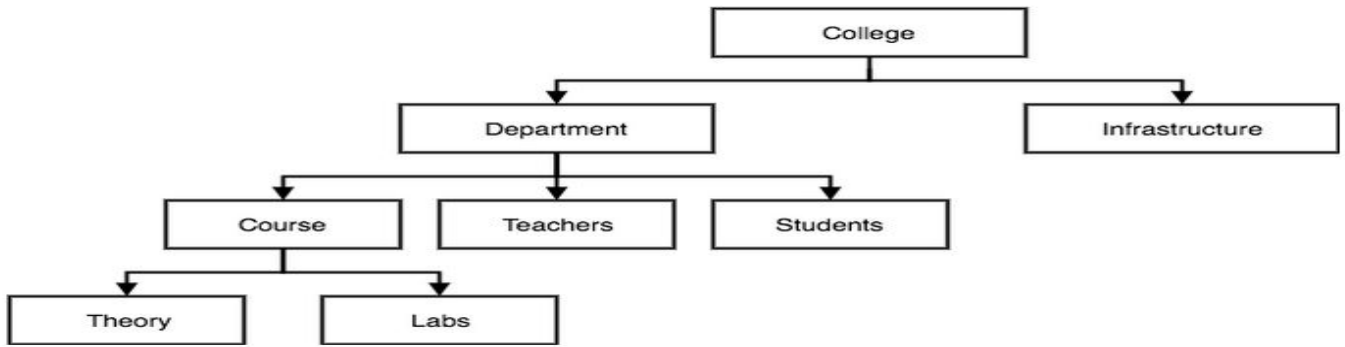 College
Department
Infrastructure
Course
Teachers
Students
Theory
Labs